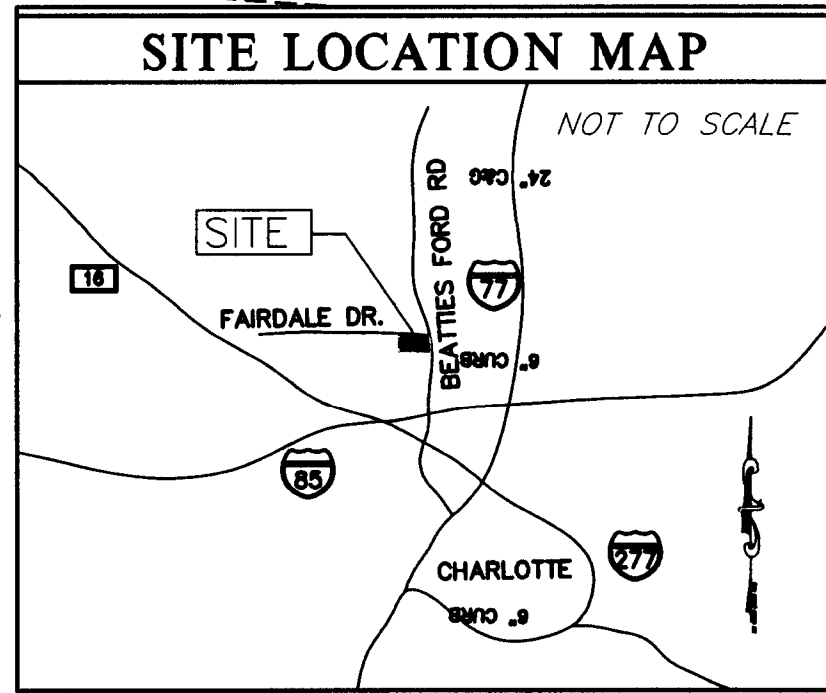 SITE LOCATION MAP
NOT TO SCALE
24" C&G
BEATTIES FORD RD
SITE
77
16
FAIRDALE DR.
6" CURB
85
277
CHARLOTTE
6" CURB